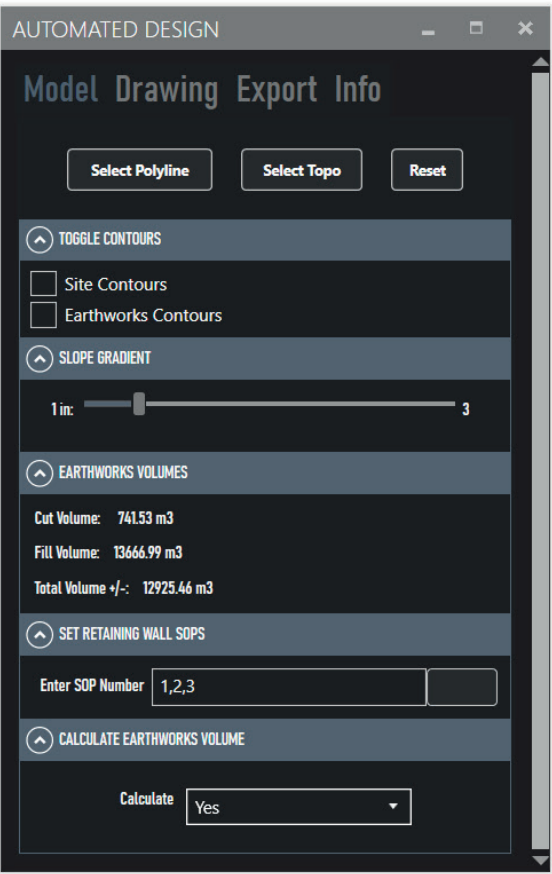 AUTOMATED DESIGN
Model Drawing Export Info
Select Polyline Select Topo Reset
TOGGLE CONTOURS
Site Contours
Earthworks Contours
SLOPE GRADIENT
1 in: 3
EARTHWORKS VOLUMES
Cut Volume: 741.53 m3
Fill Volume: 13666.99 m3
Total Volume +/-: 12925.46 m3
SET RETAINING WALL SOPS
Enter SOP Number 1,2,3
CALCULATE EARTHWORKS VOLUME
Calculate Yes